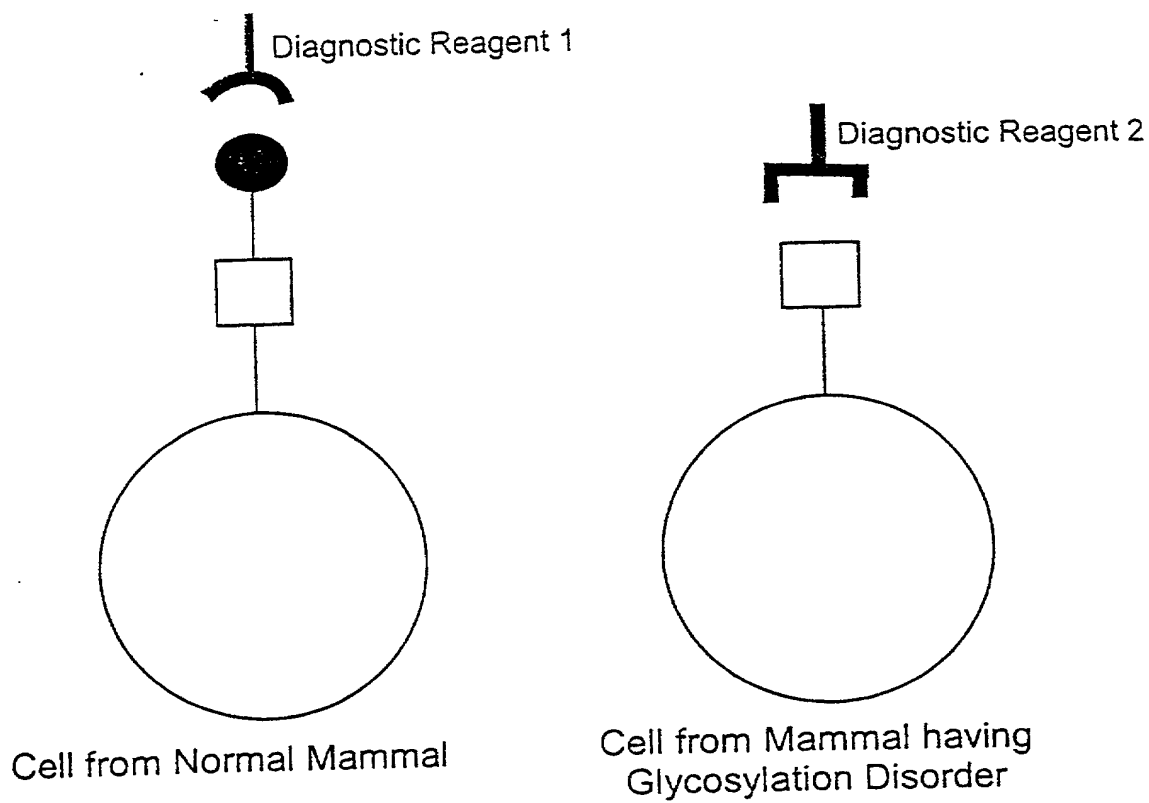 Diagnostic Reagent 1
Diagnostic Reagent 2
Cell from Normal Mammal
Cell from Mammal having
Glycosylation Disorder